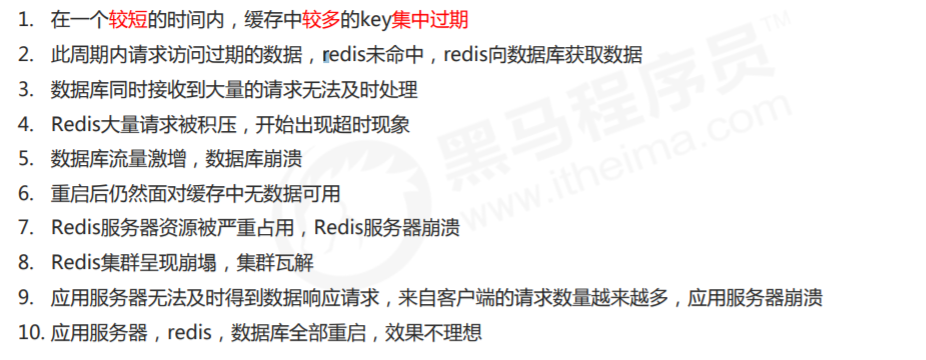 1. 在一个较短的时间内，缓存中较多的key集中过期
2. 此周期内请求访问过期的数据，redis未命中，redis向数据库获取数据
3. 数据库同时接收到大量的请求无法及时处理
4. Redis大量请求被积压，开始出现超时现象
5. 数据库流量激增，数据库崩溃
6. 重启后仍然面对缓存中无数据可用
7. Redis服务器资源被严重占用，Redis服务器崩溃
8. Redis集群呈现崩塌，集群瓦解
9. 应用服务器无法及时得到数据响应请求，来自客户端的请求数量越来越多，应用服务器崩溃
10. 应用服务器，redis，数据库全部重启，效果不理想
黑马程序员™
www.itheima.com